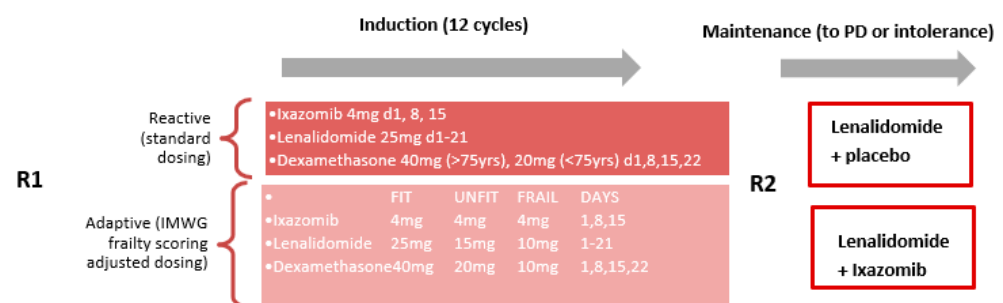 Induction (12 cycles)
Maintenance (to PD or intolerance)
R1
Reactive
(standard
dosing)
•Ixazomib 4mg d1, 8, 15
•Lenalidomide 25mg d1-21
•Dexamethasone 40mg (>75yrs), 20mg (<75yrs) d1,8,15,22
Adaptive (IMWG
frailty scoring
adjusted dosing)
• FIT UNFIT FRAIL DAYS
•Ixazomib 4mg 4mg 4mg 1,8,15
•Lenalidomide 25mg 15mg 10mg 1-21
•Dexamethasone40mg 20mg 10mg 1,8,15,22
R2
Lenalidomide
+ placebo
Lenalidomide
+ Ixazomib